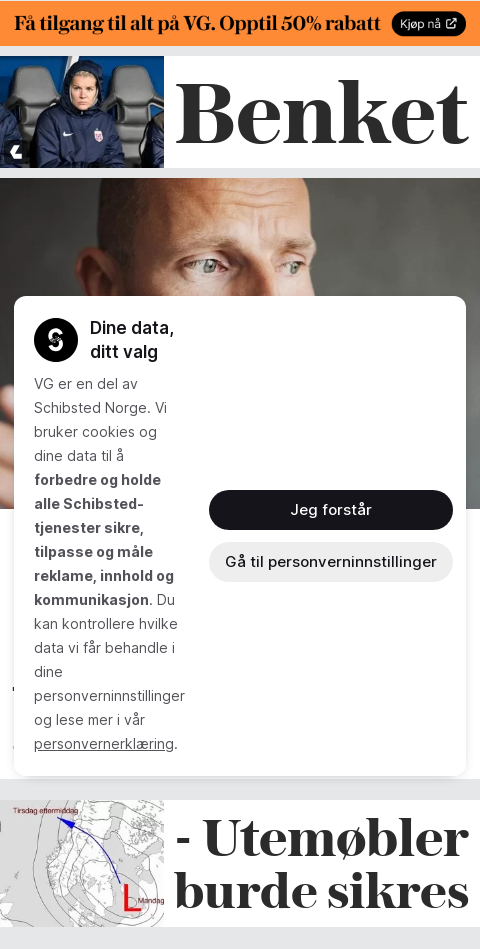 Få tilgang til alt på VG. Opptil 50% rabatt
Kjøp nå
Benket
Dine data,
ditt valg
VG er en del av
Schibsted Norge. Vi
bruker cookies og
dine data til å
forbedre og holde
alle Schibsted-
tjenester sikre,
tilpasse og måle
reklame, innhold og
kommunikasjon. Du
kan kontrollere hvilke
data vi får behandle i
dine
personverninnstillinger
og lese mer i vår
personvernerklæring.
Jeg forstår
Gå til personverninnstillinger
Tirsdag eftermiddag
L
Mandag
- Utemøbler
burde sikres